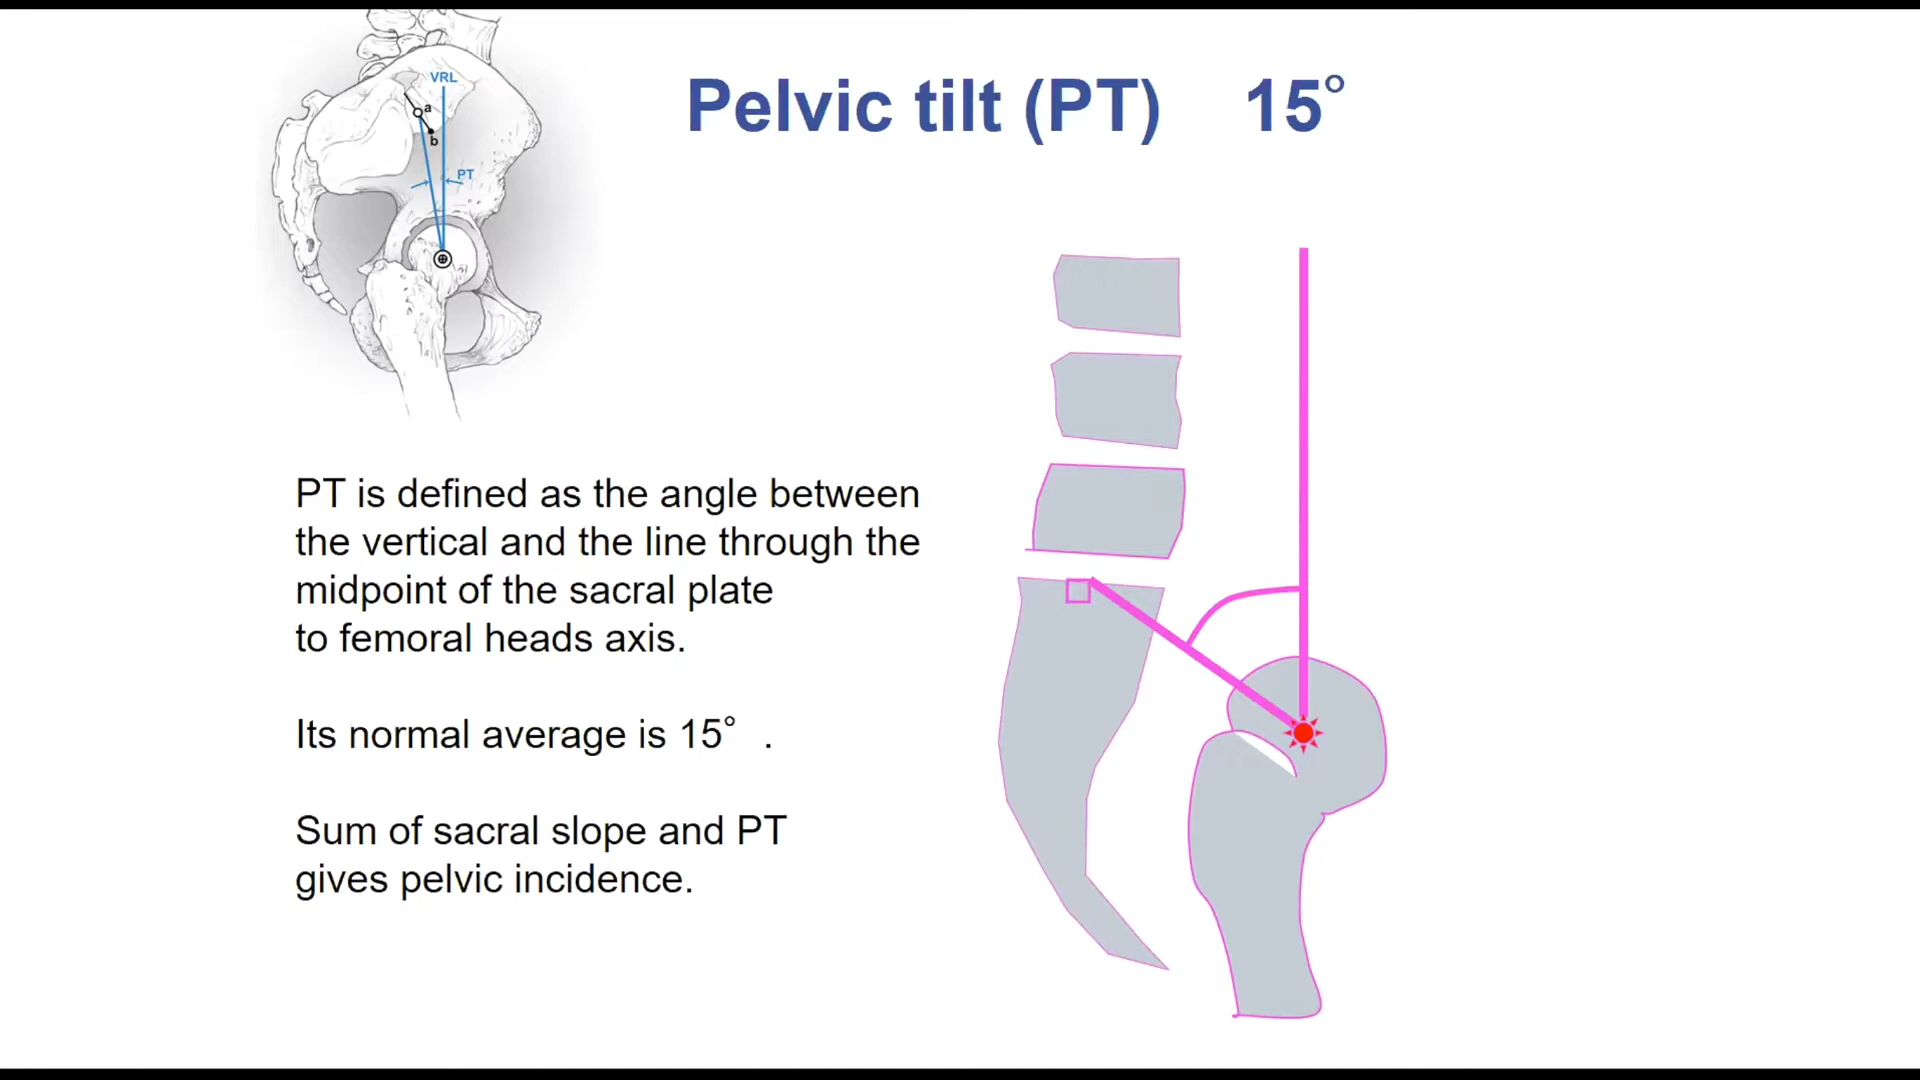 Pelvic tilt (PT) 15°
VRL
a
b
PT
PT is defined as the angle between
the vertical and the line through the
midpoint of the sacral plate
to femoral heads axis.
Its normal average is 15° .
Sum of sacral slope and PT
gives pelvic incidence.